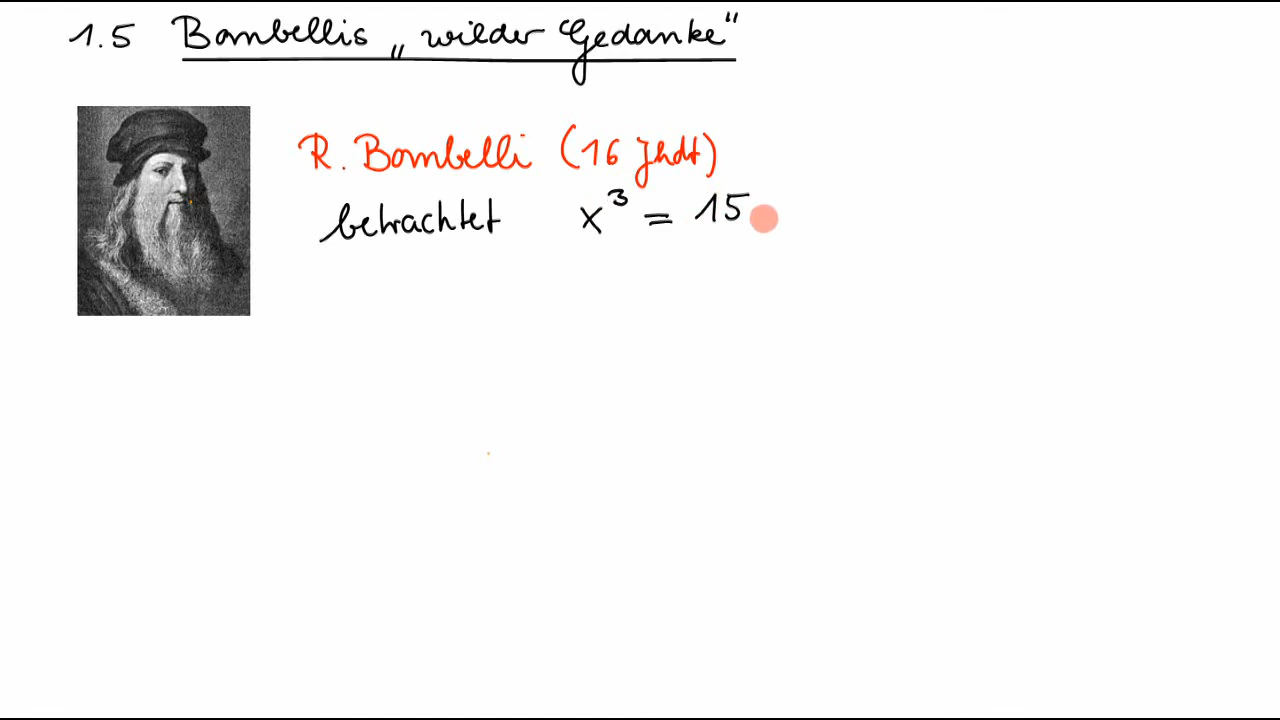 1.5 Bombellis „wilder Gedanke“
R. Bombelli (16 Jhdt)
betrachtet x³ = 15